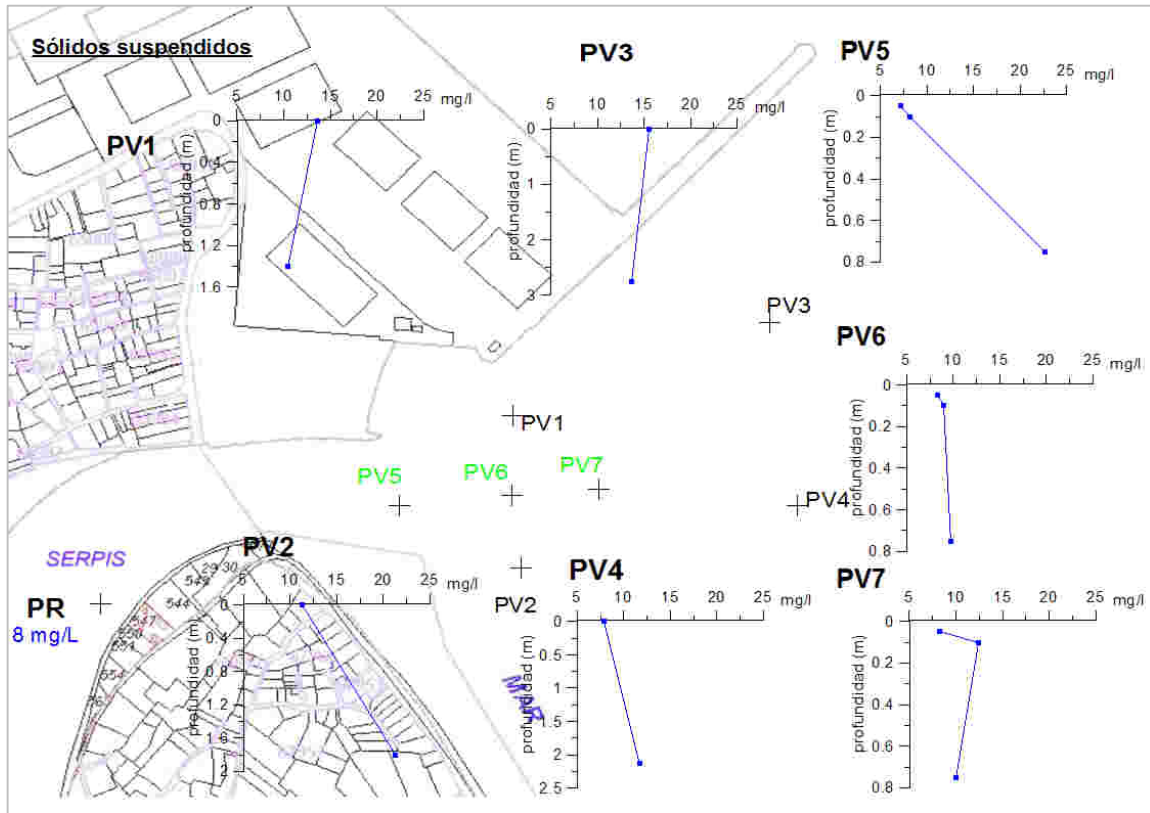 Sólidos suspendidos
PV1
5 10 15 20 25 mg/l
profundidad (m)
0
0.4
0.8
1.2
1.6
PV3
5 10 15 20 25 mg/l
profundidad (m)
0
1
2
3
PV5
5 10 15 20 25 mg/l
profundidad (m)
0
0.2
0.4
0.6
0.8
PV3
PV1
PV5
PV6
PV7
PV4
PV6
5 10 15 20 25 mg/l
profundidad (m)
0
0.2
0.4
0.6
0.8
SERPIS
PR
8 mg/L
PV2
5 10 15 20 25 mg/l
profundidad (m)
0
0.4
0.8
1.2
1.6
2
29 30
544
547
550
554
PV2
MAR
PV4
5 10 15 20 25 mg/l
profundidad (m)
0
0.5
1
1.5
2
2.5
PV7
5 10 15 20 25 mg/l
profundidad (m)
0
0.2
0.4
0.6
0.8